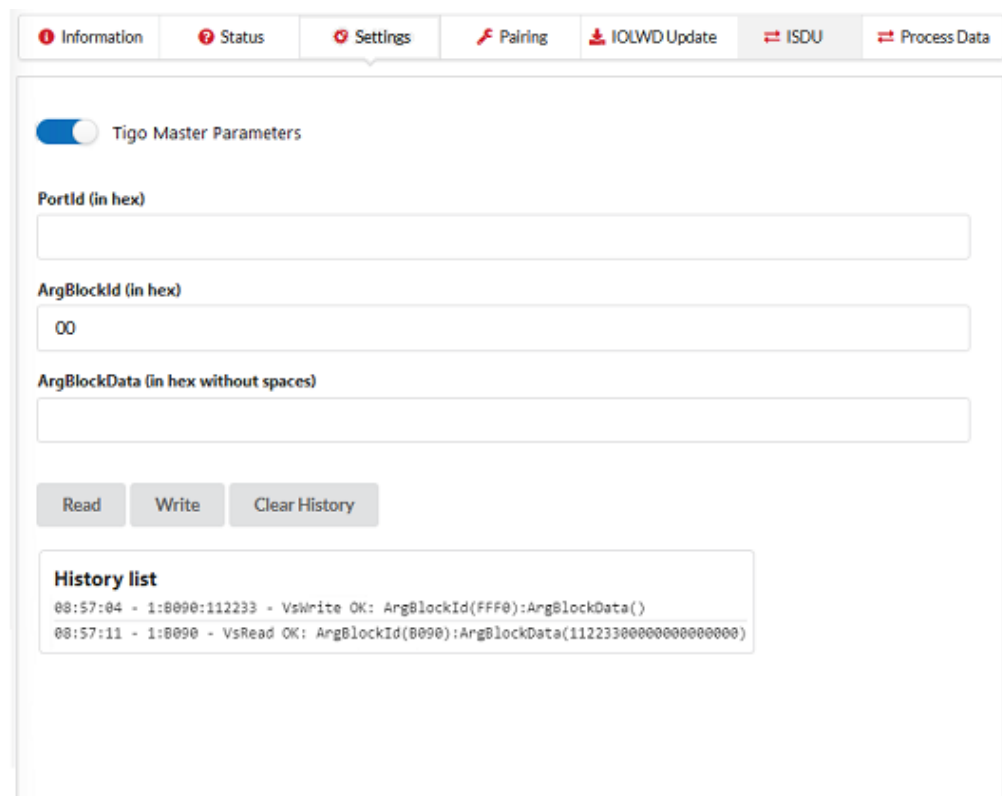 Information Status Settings Pairing IOLWD Update ISDU Process Data
Tigo Master Parameters
PortId (in hex)
ArgBlockId (in hex)
00
ArgBlockData (in hex without spaces)
Read Write Clear History
History list
08:57:04 - 1:B090:112233 - VsWrite OK: ArgBlockId(FFF0):ArgBlockData()
08:57:11 - 1:B090 - VsRead OK: ArgBlockId(B090):ArgBlockData(11223300000000000000)